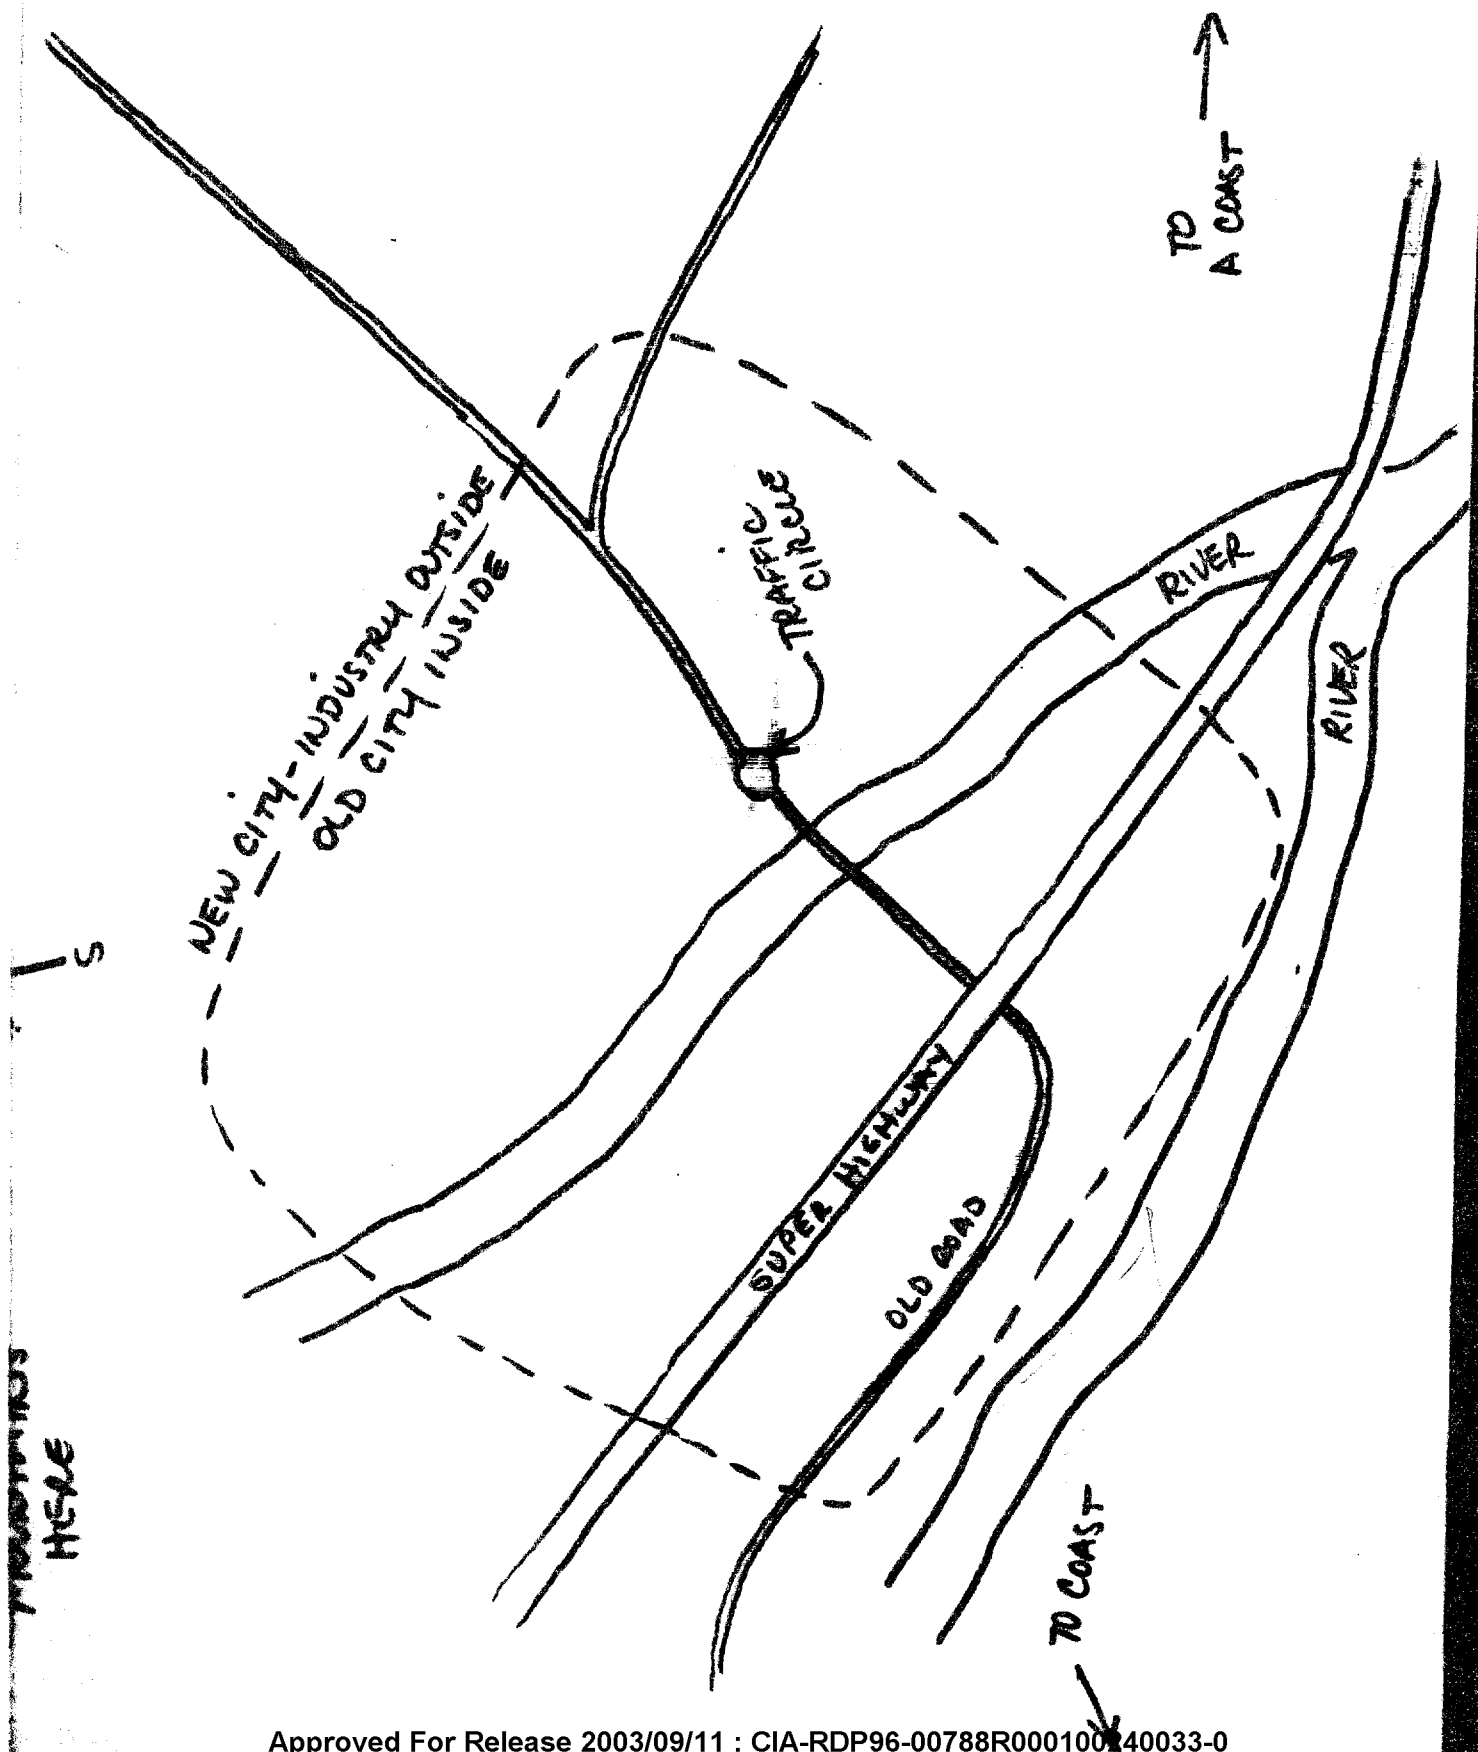 TO
A COAST
NEW CITY-INDUSTRY OUTSIDE
OLD CITY INSIDE
TRAFFIC
CIRCLE
RIVER
RIVER
S
SUPER HIGHWAY
OLD ROAD
MOUNTAINS
HERE
TO COAST
Approved For Release 2003/09/11 : CIA-RDP96-00788R000100240033-0